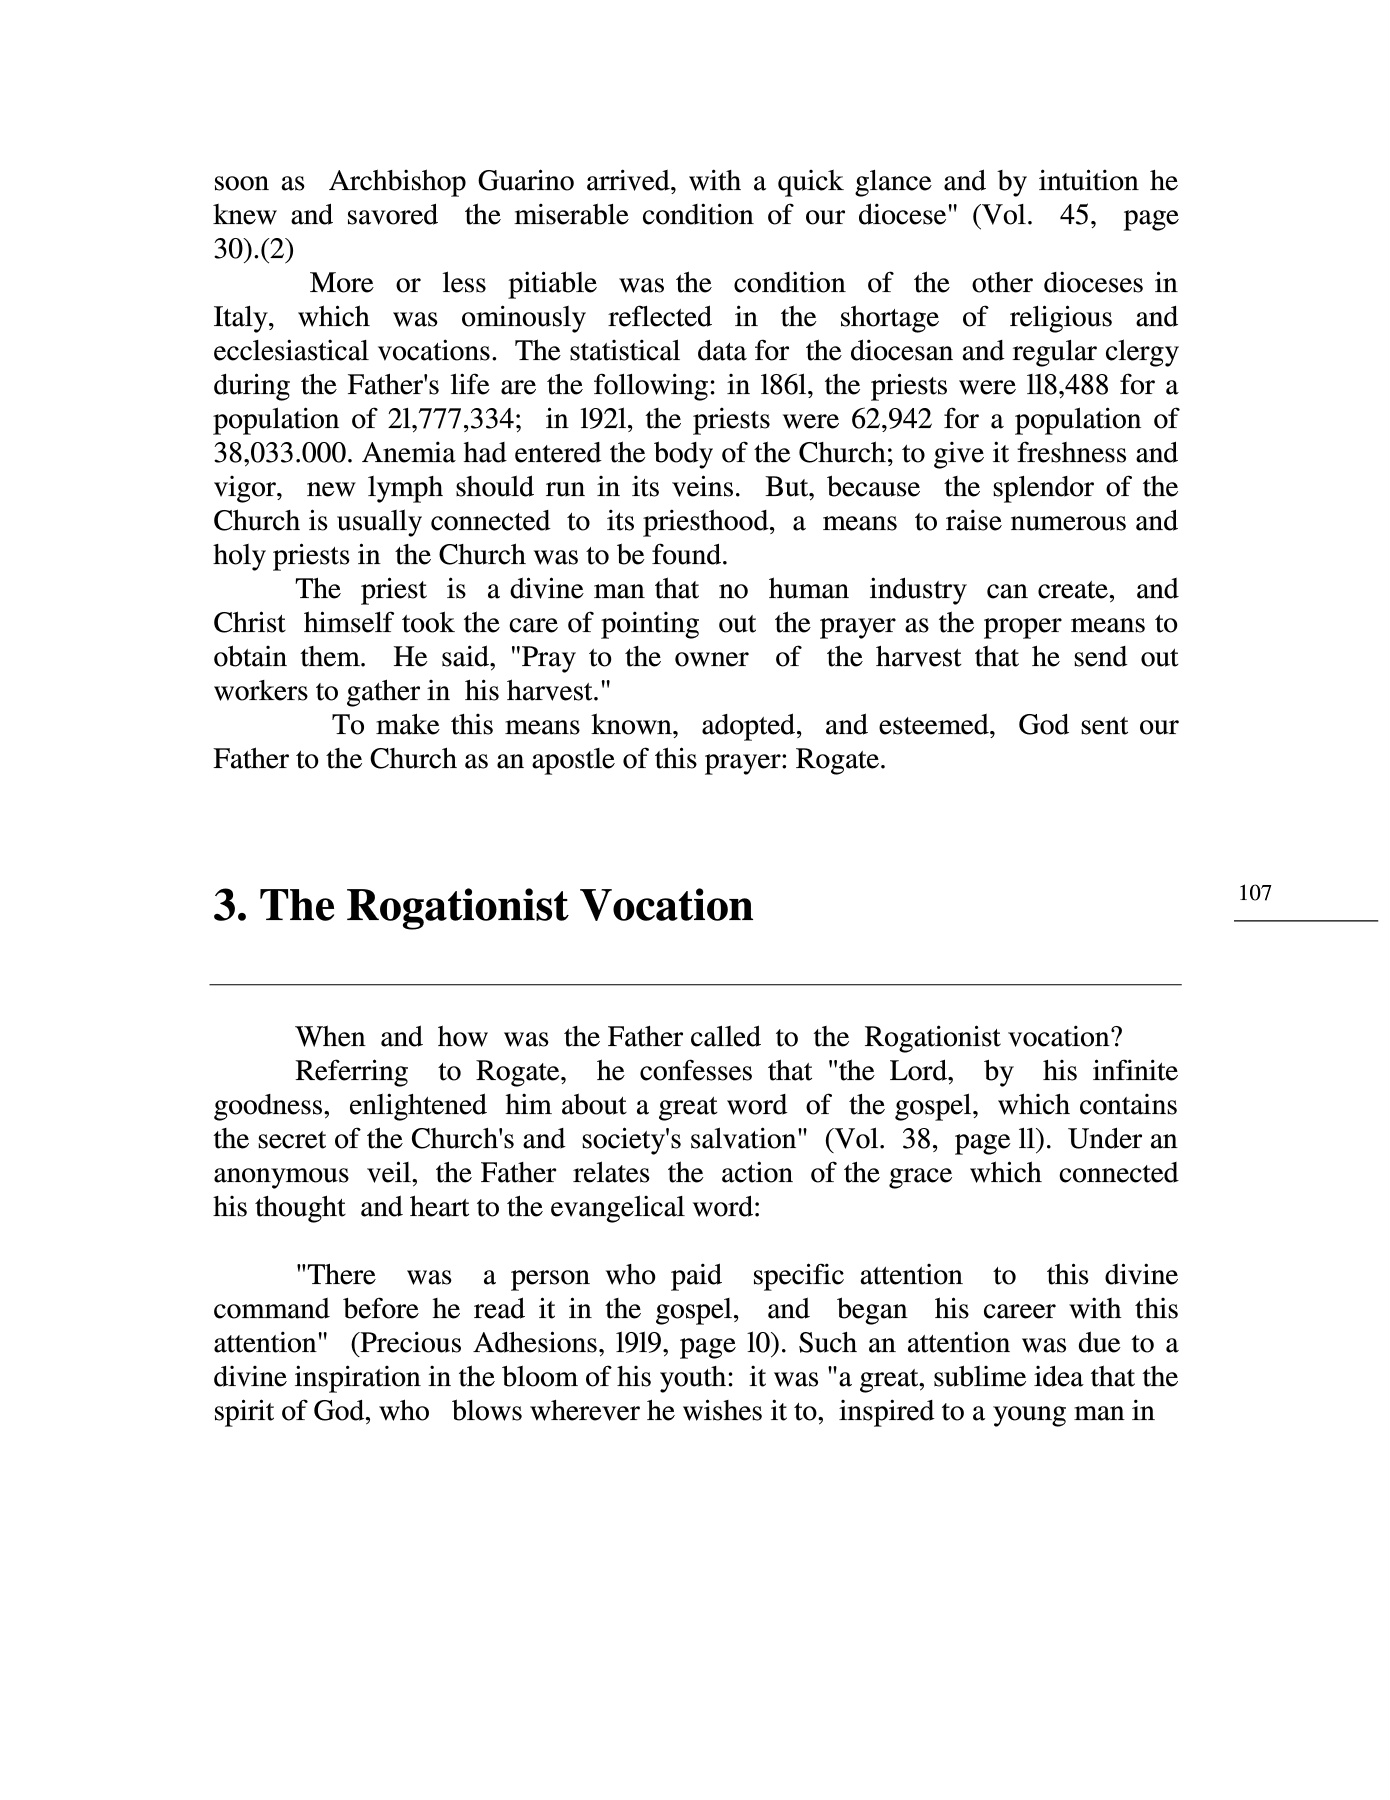 soon as Archbishop Guarino arrived, with a quick glance and by intuition he
knew and savored the miserable condition of our diocese" (Vol. 45, page
30).(2)
More or less pitiable was the condition of the other dioceses in
Italy, which was ominously reflected in the shortage of religious and
ecclesiastical vocations. The statistical data for the diocesan and regular clergy
during the Father's life are the following: in l86l, the priests were ll8,488 for a
population of 2l,777,334; in l92l, the priests were 62,942 for a population of
38,033.000. Anemia had entered the body of the Church; to give it freshness and
vigor, new lymph should run in its veins. But, because the splendor of the
Church is usually connected to its priesthood, a means to raise numerous and
holy priests in the Church was to be found.
The priest is a divine man that no human industry can create, and
Christ himself took the care of pointing out the prayer as the proper means to
obtain them. He said, "Pray to the owner of the harvest that he send out
workers to gather in his harvest."
To make this means known, adopted, and esteemed, God sent our
Father to the Church as an apostle of this prayer: Rogate.
3. The Rogationist Vocation
107
When and how was the Father called to the Rogationist vocation?
Referring to Rogate, he confesses that "the Lord, by his infinite
goodness, enlightened him about a great word of the gospel, which contains
the secret of the Church's and society's salvation" (Vol. 38, page ll). Under an
anonymous veil, the Father relates the action of the grace which connected
his thought and heart to the evangelical word:
"There was a person who paid specific attention to this divine
command before he read it in the gospel, and began his career with this
attention" (Precious Adhesions, l9l9, page l0). Such an attention was due to a
divine inspiration in the bloom of his youth: it was "a great, sublime idea that the
spirit of God, who blows wherever he wishes it to, inspired to a young man in